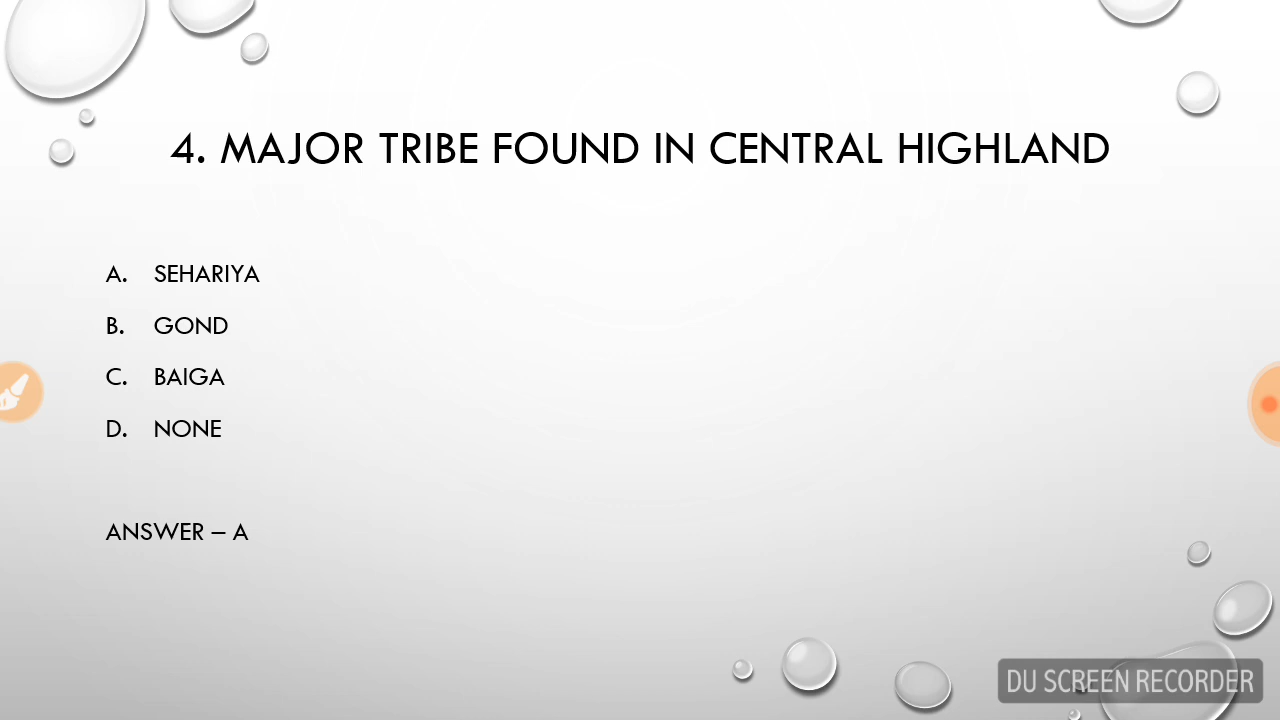 4. MAJOR TRIBE FOUND IN CENTRAL HIGHLAND
A. SEHARIYA
B. GOND
C. BAIGA
D. NONE
ANSWER – A
DU SCREEN RECORDER